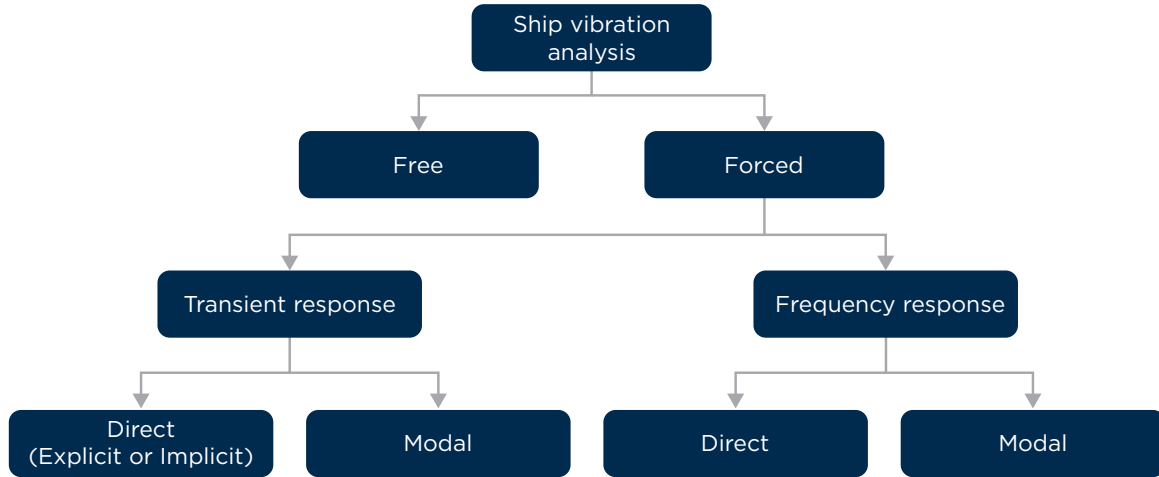 Ship vibration
analysis
Free
Forced
Transient response
Frequency response
Direct
(Explicit or Implicit)
Modal
Direct
Modal